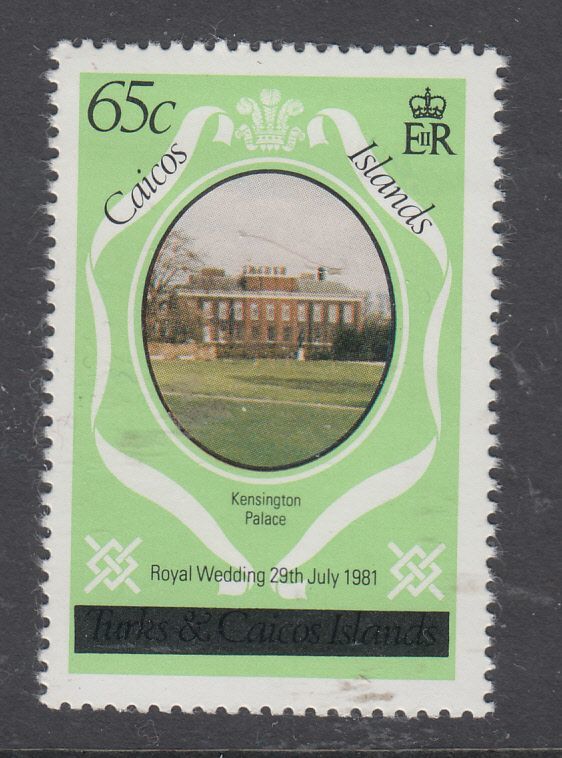 65c
EIIR
Caicos Islands
Kensington
Palace
Royal Wedding 29th July 1981
Turks & Caicos Islands